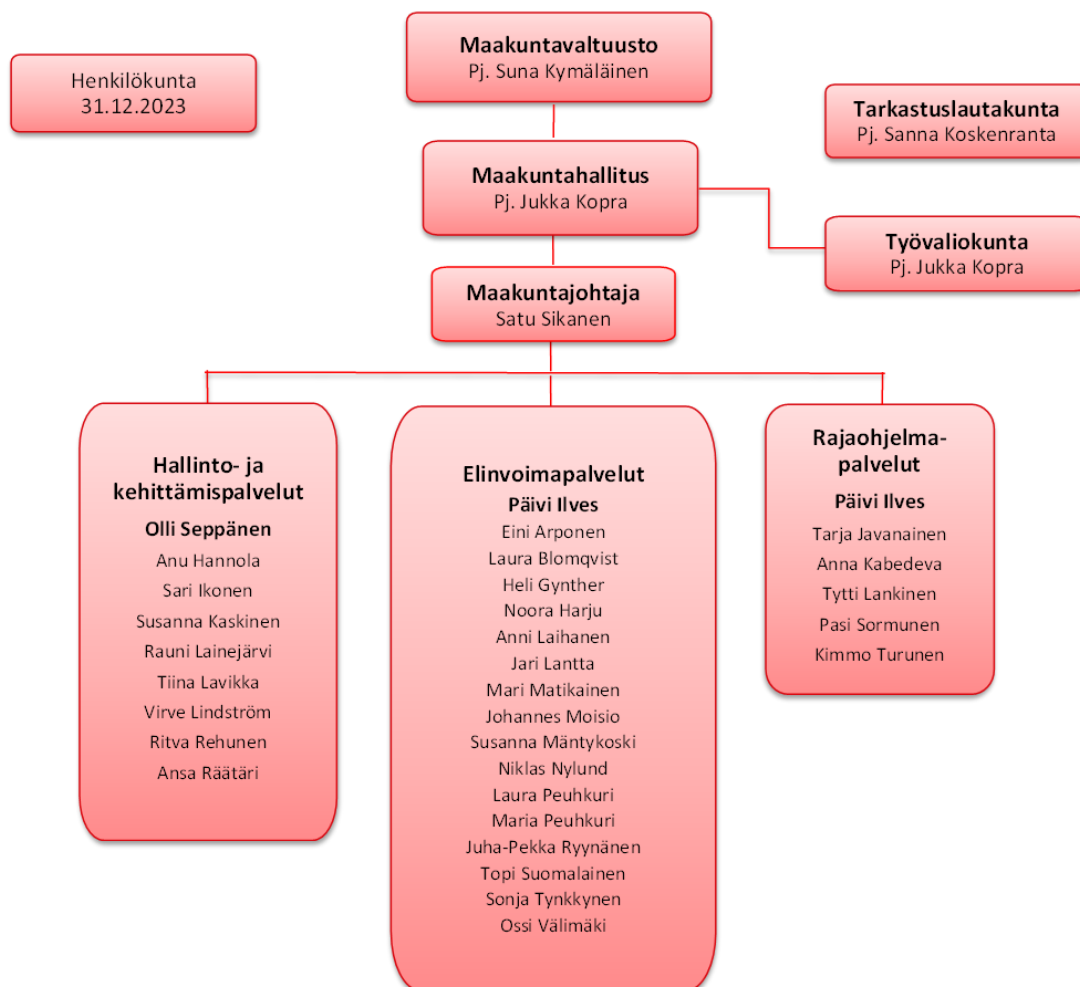 Henkilökunta
31.12.2023
Maakuntavaltuusto
Pj. Suna Kymäläinen
Tarkastuslautakunta
Pj. Sanna Koskenranta
Maakuntahallitus
Pj. Jukka Kopra
Työvaliokunta
Pj. Jukka Kopra
Maakuntajohtaja
Satu Sikanen
Hallinto- ja
kehittämispalvelut
Olli Seppänen
Anu Hannola
Sari Ikonen
Susanna Kaskinen
Rauni Lainejärvi
Tiina Lavikka
Virve Lindström
Ritva Rehunen
Ansa Räätäri
Elinvoimapalvelut
Päivi Ilves
Eini Arponen
Laura Blomqvist
Heli Gynther
Noora Harju
Anni Laihanen
Jari Lantta
Mari Matikainen
Johannes Moisio
Susanna Mäntykoski
Niklas Nylund
Laura Peuhkuri
Maria Peuhkuri
Juha-Pekka Ryynänen
Topi Suomalainen
Sonja Tynkkynen
Ossi Välimäki
Rajaohjelma-
palvelut
Päivi Ilves
Tarja Javanainen
Anna Kabedeva
Tytti Lankinen
Pasi Sormunen
Kimmo Turunen